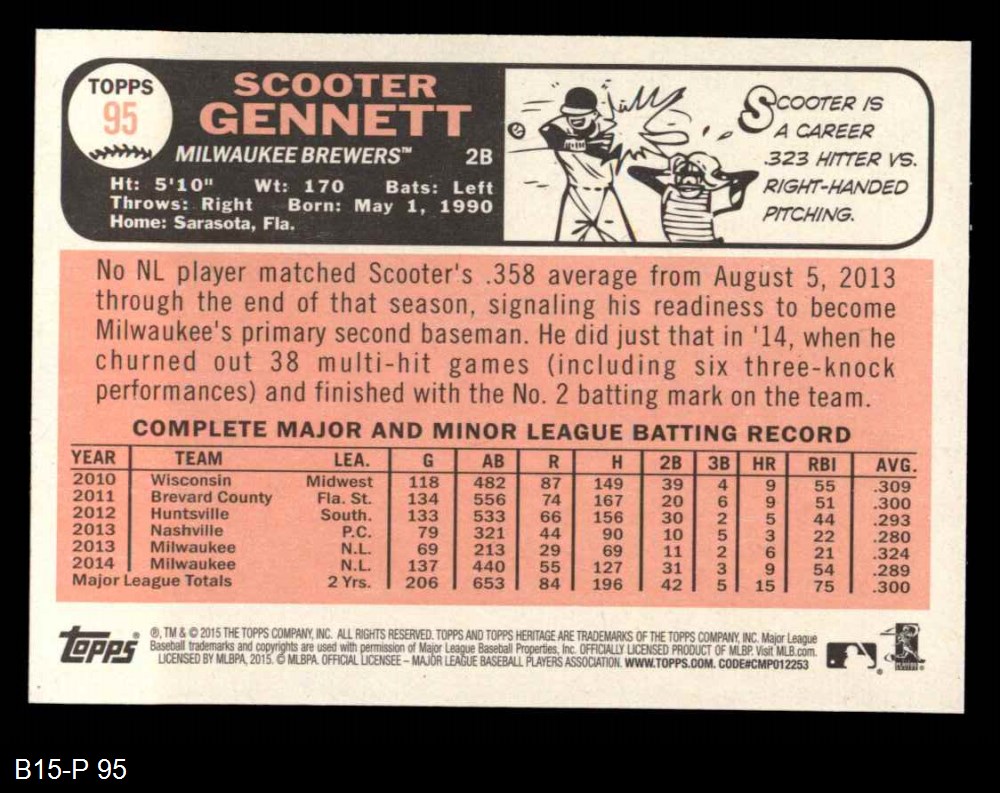 TOPPS
95
SCOOTER
GENNETT
MILWAUKEE BREWERS™ 2B
Ht: 5'10" Wt: 170 Bats: Left
Throws: Right Born: May 1, 1990
Home: Sarasota, Fla.
SCOOTER IS
A CAREER
.323 HITTER VS.
RIGHT-HANDED
PITCHING.
No NL player matched Scooter's .358 average from August 5, 2013
through the end of that season, signaling his readiness to become
Milwaukee's primary second baseman. He did just that in '14, when he
churned out 38 multi-hit games (including six three-knock
performances) and finished with the No. 2 batting mark on the team.
COMPLETE MAJOR AND MINOR LEAGUE BATTING RECORD
YEAR TEAM LEA. G AB R H 2B 3B HR RBI AVG.
2010 Wisconsin Midwest 118 482 87 149 39 4 9 55 .309
2011 Brevard County Fla. St. 134 556 74 167 20 6 9 51 .300
2012 Huntsville South. 133 533 66 156 30 2 5 44 .293
2013 Nashville P.C. 79 321 44 90 10 5 3 22 .280
2013 Milwaukee N.L. 69 213 29 69 11 2 6 21 .324
2014 Milwaukee N.L. 137 440 55 127 31 3 9 54 .289
Major League Totals 2 Yrs. 206 653 84 196 42 5 15 75 .300
topps®
®, TM & © 2015 THE TOPPS COMPANY, INC. ALL RIGHTS RESERVED. TOPPS AND TOPPS HERITAGE ARE TRADEMARKS OF THE TOPPS COMPANY, INC. Major League
Baseball trademarks and copyrights are used with permission of Major League Baseball Properties, Inc. OFFICIALLY LICENSED PRODUCT OF MLBP. Visit MLB.com.
LICENSED BY MLBPA, 2015. © MLBPA. OFFICIAL LICENSEE – MAJOR LEAGUE BASEBALL PLAYERS ASSOCIATION. WWW.TOPPS.COM. CODE#CMP012253
B15-P 95